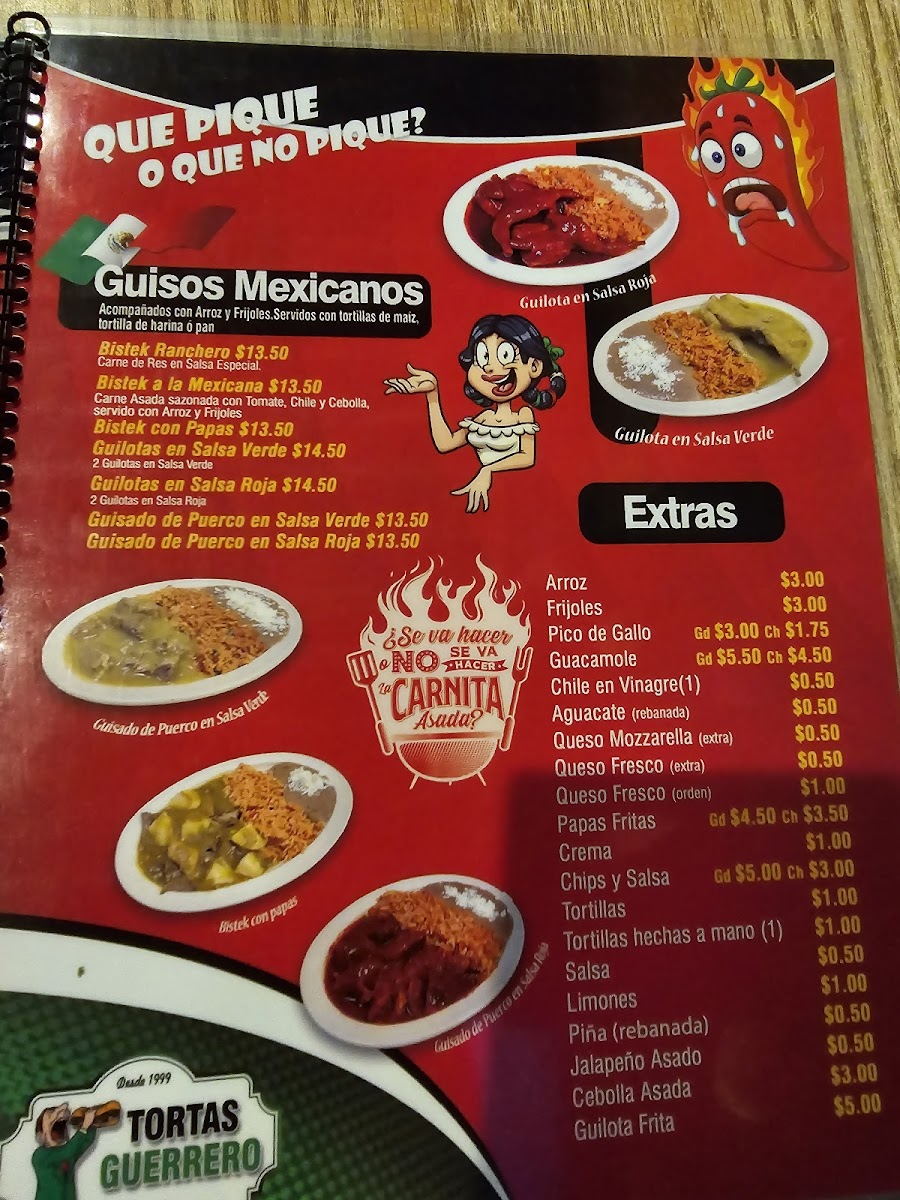 QUE PIQUE
O QUE NO PIQUE?
Guisos Mexicanos
Acompañados con Arroz y Frijoles.Servidos con tortillas de maíz,
tortilla de harina ó pan
Bistek Ranchero $13.50
Carne de Res en Salsa Especial.
Bistek a la Mexicana $13.50
Carne Asada sazonada con Tomate, Chile y Cebolla,
servido con Arroz y Frijoles
Bistek con Papas $13.50
Guilotas en Salsa Verde $14.50
2 Guilotas en Salsa Verde
Guilotas en Salsa Roja $14.50
2 Guilotas en Salsa Roja
Guisado de Puerco en Salsa Verde $13.50
Guisado de Puerco en Salsa Roja $13.50
Guilota en Salsa Roja
Guilota en Salsa Verde
Extras
Arroz $3.00
Frijoles $3.00
Pico de Gallo Gd $3.00 Ch $1.75
Guacamole Gd $5.50 Ch $4.50
Chile en Vinagre(1) $0.50
Aguacate (rebanada) $0.50
Queso Mozzarella (extra) $0.50
Queso Fresco (extra) $0.50
Queso Fresco (orden) $1.00
Papas Fritas Gd $4.50 Ch $3.50
Crema $1.00
Chips y Salsa Gd $5.00 Ch $3.00
Tortillas $1.00
Tortillas hechas a mano (1) $1.00
Salsa $0.50
Limones $1.00
Piña (rebanada) $0.50
Jalapeño Asado $0.50
Cebolla Asada $3.00
Guilota Frita $5.00
¿Se va hacer
o NO SE VA
HACER
La CARNITA
Asada?
Guisado de Puerco en Salsa Verde
Bistek con papas
Guisado de Puerco en Salsa Roja
Desde 1999
TORTAS
GUERRERO